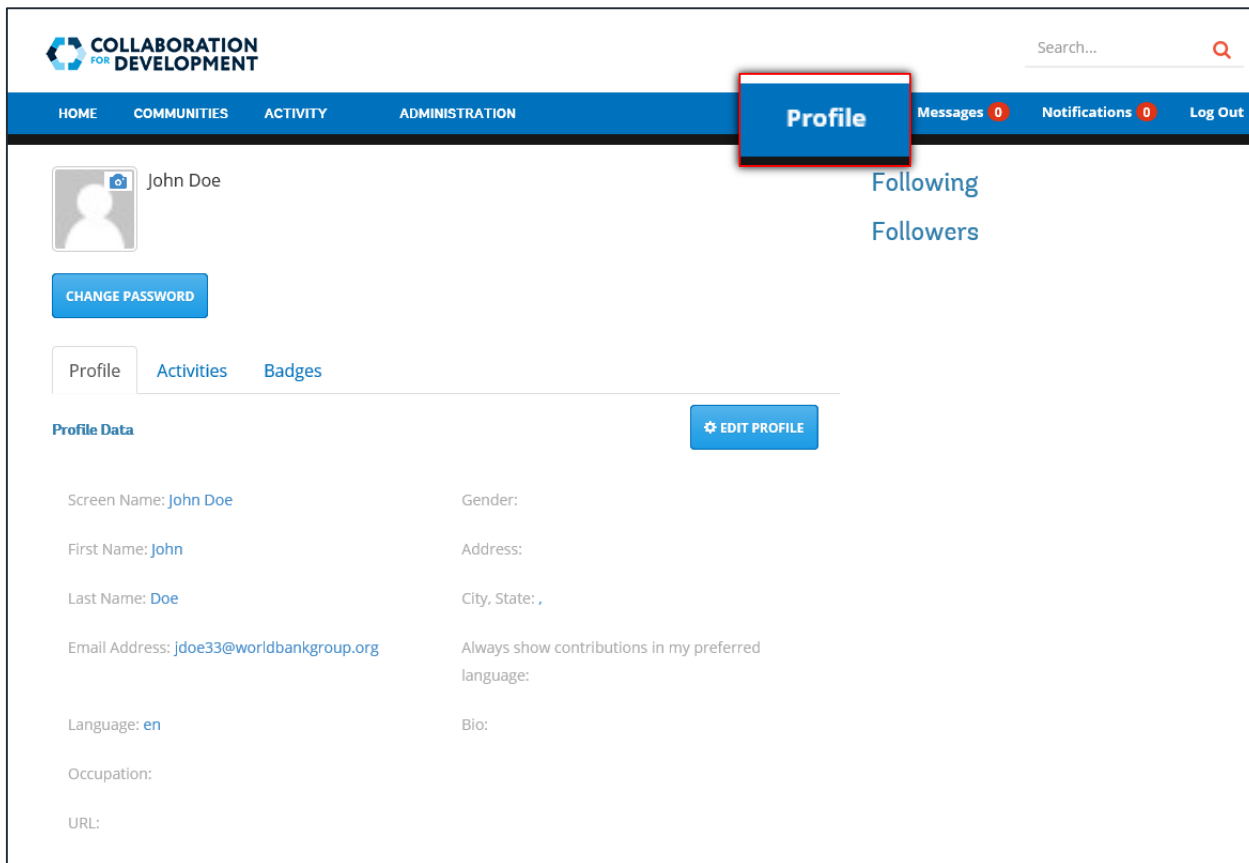 COLLABORATION
FOR DEVELOPMENT
Search...
HOME COMMUNITIES ACTIVITY ADMINISTRATION Profile Messages 0 Notifications 0 Log Out
John Doe
Following
Followers
CHANGE PASSWORD
Profile Activities Badges
Profile Data
EDIT PROFILE
Screen Name: John Doe
Gender:
First Name: John
Address:
Last Name: Doe
City, State: ,
Email Address: jdoe33@worldbankgroup.org
Always show contributions in my preferred
language:
Language: en
Bio:
Occupation:
URL: